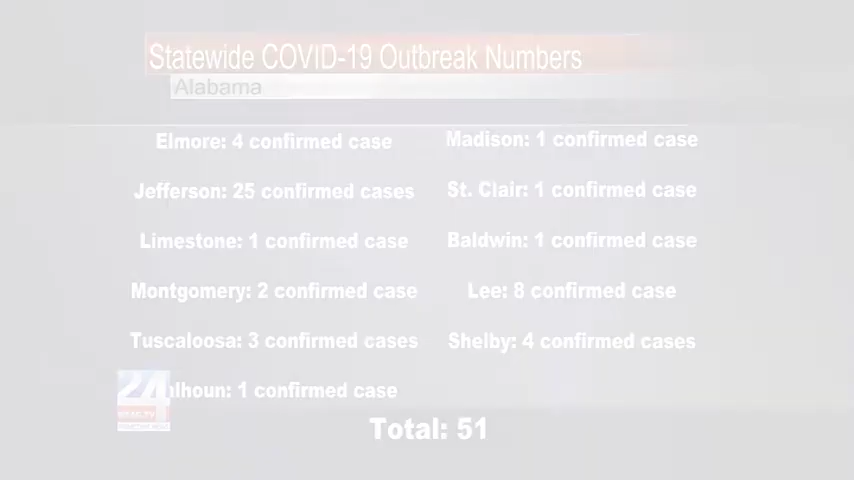 Statewide COVID-19 Outbreak Numbers
Alabama
Elmore: 4 confirmed case
Jefferson: 25 confirmed cases
Limestone: 1 confirmed case
Montgomery: 2 confirmed case
Tuscaloosa: 3 confirmed cases
alhoun: 1 confirmed case
Madison: 1 confirmed case
St. Clair: 1 confirmed case
Baldwin: 1 confirmed case
Lee: 8 confirmed case
Shelby: 4 confirmed cases
Total: 51
24